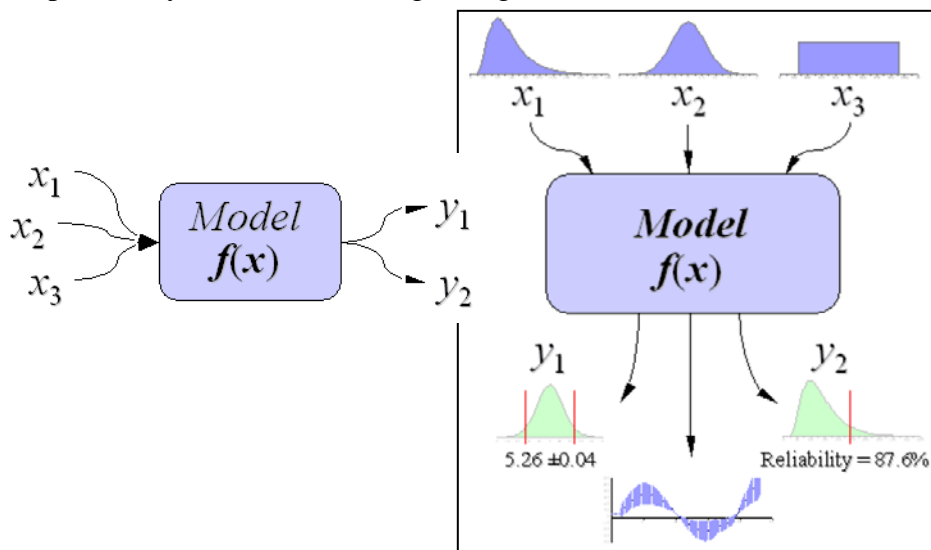 x1
x2
x3
Model
f(x)
y1
y2
x1 x2 x3
Model
f(x)
y1 y2
5.26 ±0.04 Reliability = 87.6%